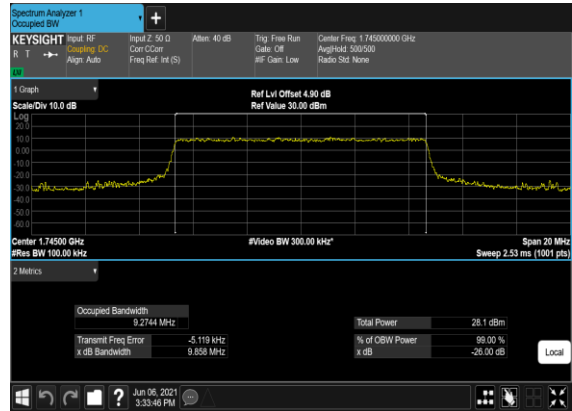 Spectrum Analyzer 1
Occupied BW
+
KEYSIGHT
R T
LW
Input: RF
Coupling: DC
Align: Auto
Input Z: 50 Ω
Corr CCorr
Freq Ref: Int (S)
Atten: 40 dB
Trig: Free Run
Gate: Off
#IF Gain: Low
Center Freq: 1.745000000 GHz
Avg|Hold: 500/500
Radio Std: None
1 Graph
Scale/Div 10.0 dB
Ref Lvl Offset 4.90 dB
Ref Value 30.00 dBm
Log
20.0
10.0
0.00
-10.0
-20.0
-30.0
-40.0
-50.0
-60.0
Center 1.74500 GHz
#Res BW 100.00 kHz
#Video BW 300.00 kHz*
Span 20 MHz
Sweep 2.53 ms (1001 pts)
2 Metrics
Occupied Bandwidth
9.2744 MHz
Transmit Freq Error -5.119 kHz
x dB Bandwidth 9.858 MHz
Total Power 28.1 dBm
% of OBW Power 99.00 %
x dB -26.00 dB
Local
?
Jun 06, 2021
3:33:46 PM